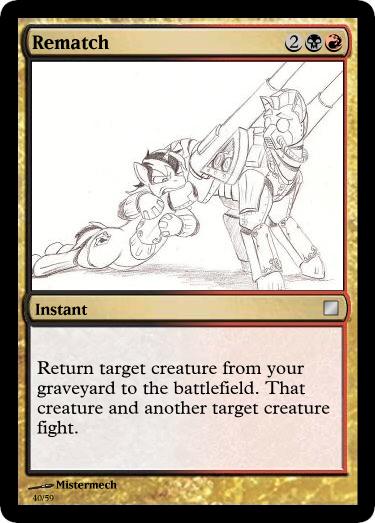 Rematch 2
Instant
Return target creature from your
graveyard to the battlefield. That
creature and another target creature
fight.
Mistermech
40/59